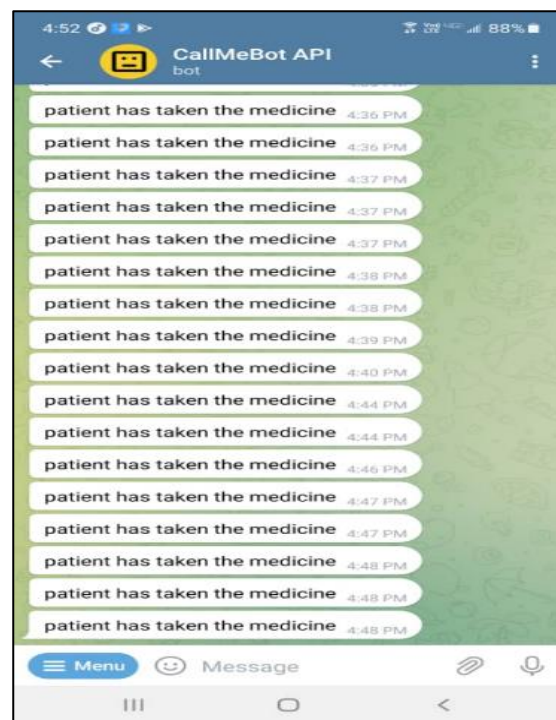 4:52 88%
CallMeBot API
bot
patient has taken the medicine 4:36 PM
patient has taken the medicine 4:36 PM
patient has taken the medicine 4:37 PM
patient has taken the medicine 4:37 PM
patient has taken the medicine 4:37 PM
patient has taken the medicine 4:38 PM
patient has taken the medicine 4:38 PM
patient has taken the medicine 4:39 PM
patient has taken the medicine 4:40 PM
patient has taken the medicine 4:44 PM
patient has taken the medicine 4:44 PM
patient has taken the medicine 4:46 PM
patient has taken the medicine 4:47 PM
patient has taken the medicine 4:47 PM
patient has taken the medicine 4:48 PM
patient has taken the medicine 4:48 PM
patient has taken the medicine 4:48 PM
Menu Message